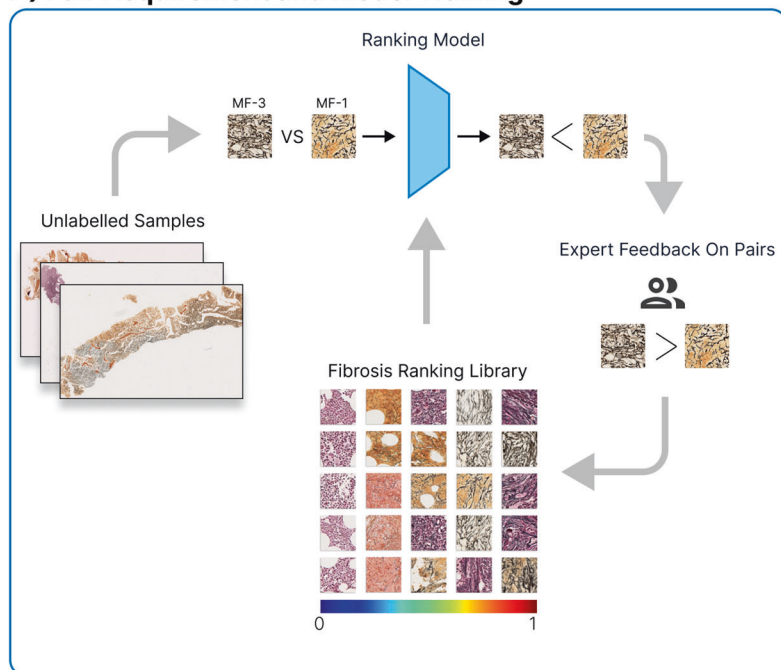 Ranking Model
MF-3
MF-1
VS
<
Unlabelled Samples
Expert Feedback On Pairs
>
Fibrosis Ranking Library
0
1